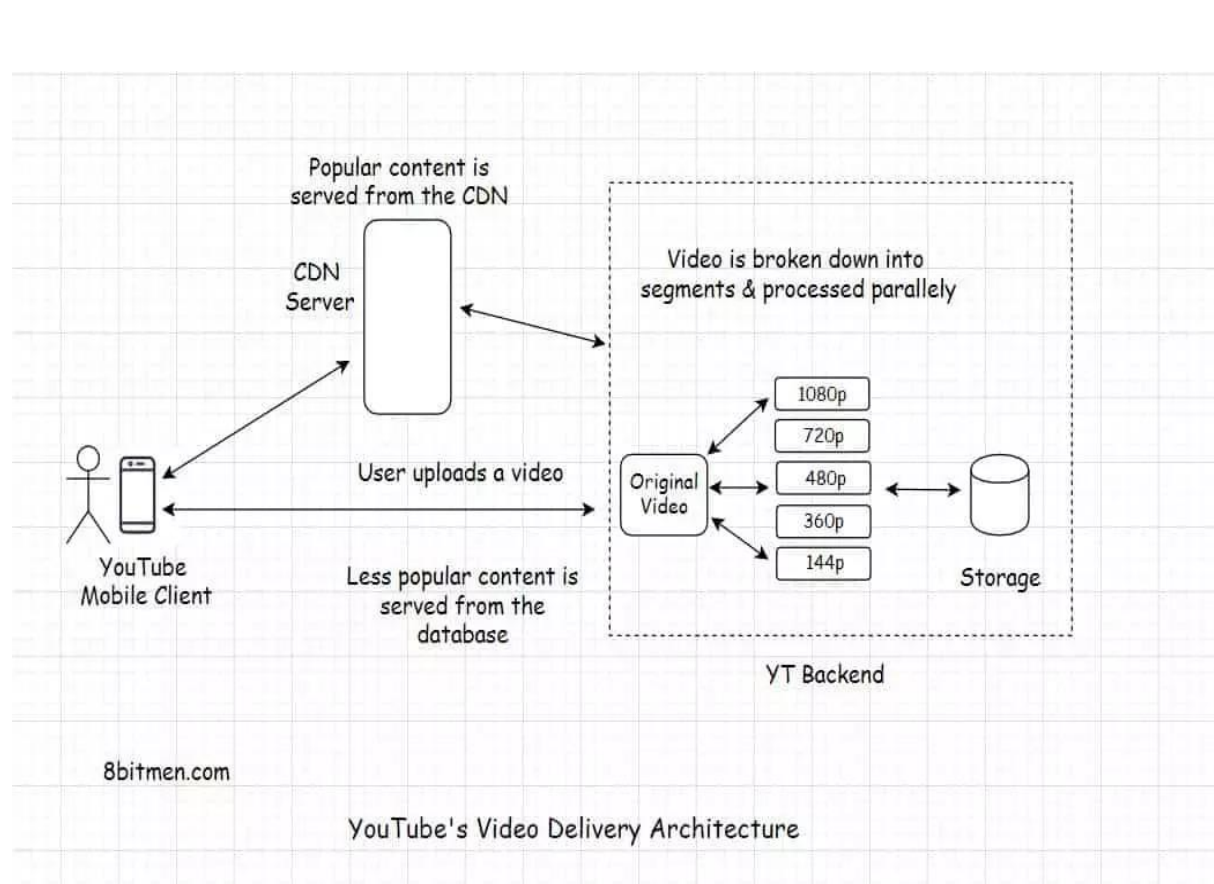 Popular content is
served from the CDN
CDN
Server
Video is broken down into
segments & processed parallely
1080p
720p
480p
360p
144p
Original
Video
User uploads a video
Storage
YouTube
Mobile Client
Less popular content is
served from the
database
YT Backend
8bitmen.com
YouTube's Video Delivery Architecture